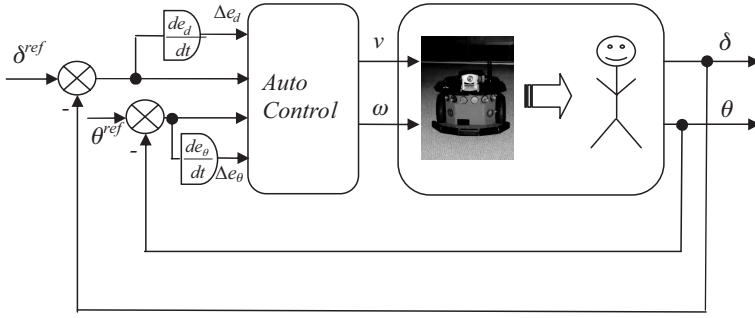 de_d
dt
Δe_d
δ^ref
v
δ
Auto
Control
-
θ^ref
ω
θ
-
de_θ
dt
Δe_θ